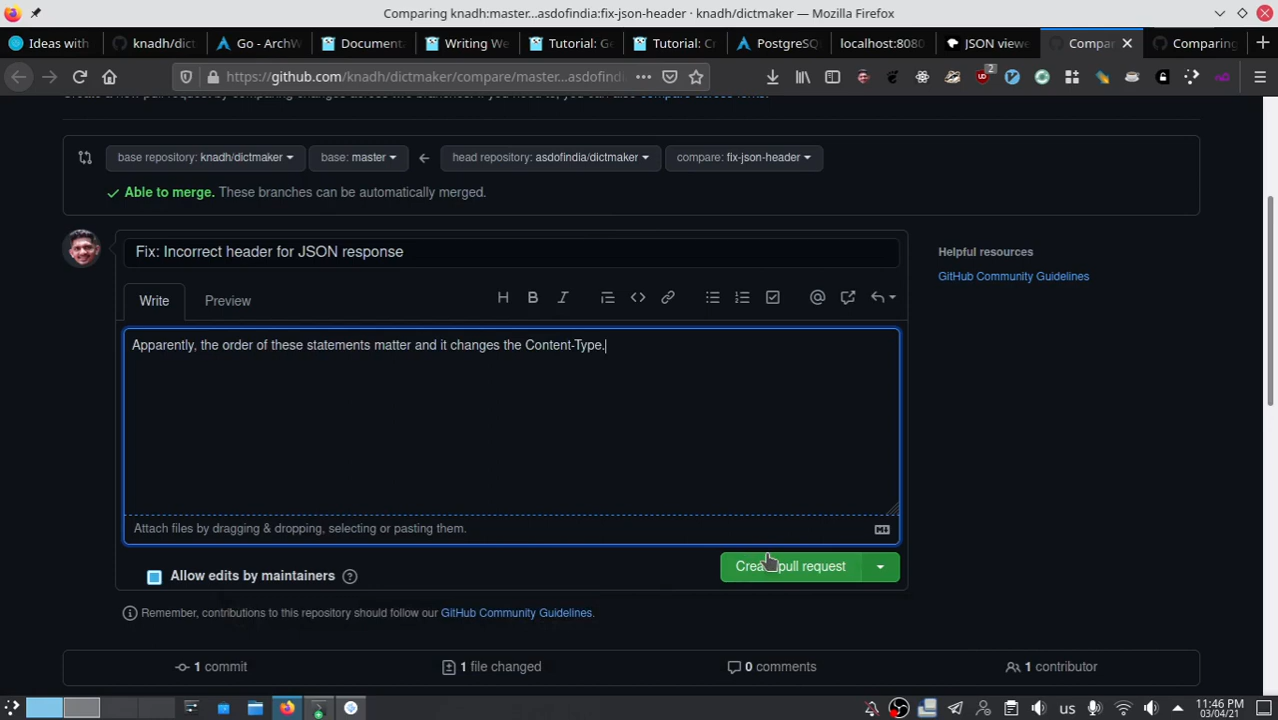 Comparing knadh:master...asdofindia:fix-json-header · knadh/dictmaker — Mozilla Firefox
Ideas with
knadh/dict
Go - ArchW
Documenta
Writing We
Tutorial: Ge
Tutorial: Cr
PostgreSQ
localhost:8080
JSON viewe
Compar
Comparing
https://github.com/knadh/dictmaker/compare/master...asdofindi
2
base repository: knadh/dictmaker
base: master
head repository: asdofindia/dictmaker
compare: fix-json-header
Able to merge. These branches can be automatically merged.
Fix: Incorrect header for JSON response
Helpful resources
GitHub Community Guidelines
Write
Preview
Apparently, the order of these statements matter and it changes the Content-Type.
Attach files by dragging & dropping, selecting or pasting them.
Create pull request
Allow edits by maintainers
Remember, contributions to this repository should follow our GitHub Community Guidelines.
1 commit
1 file changed
0 comments
1 contributor
us
11:46 PM
03/04/21